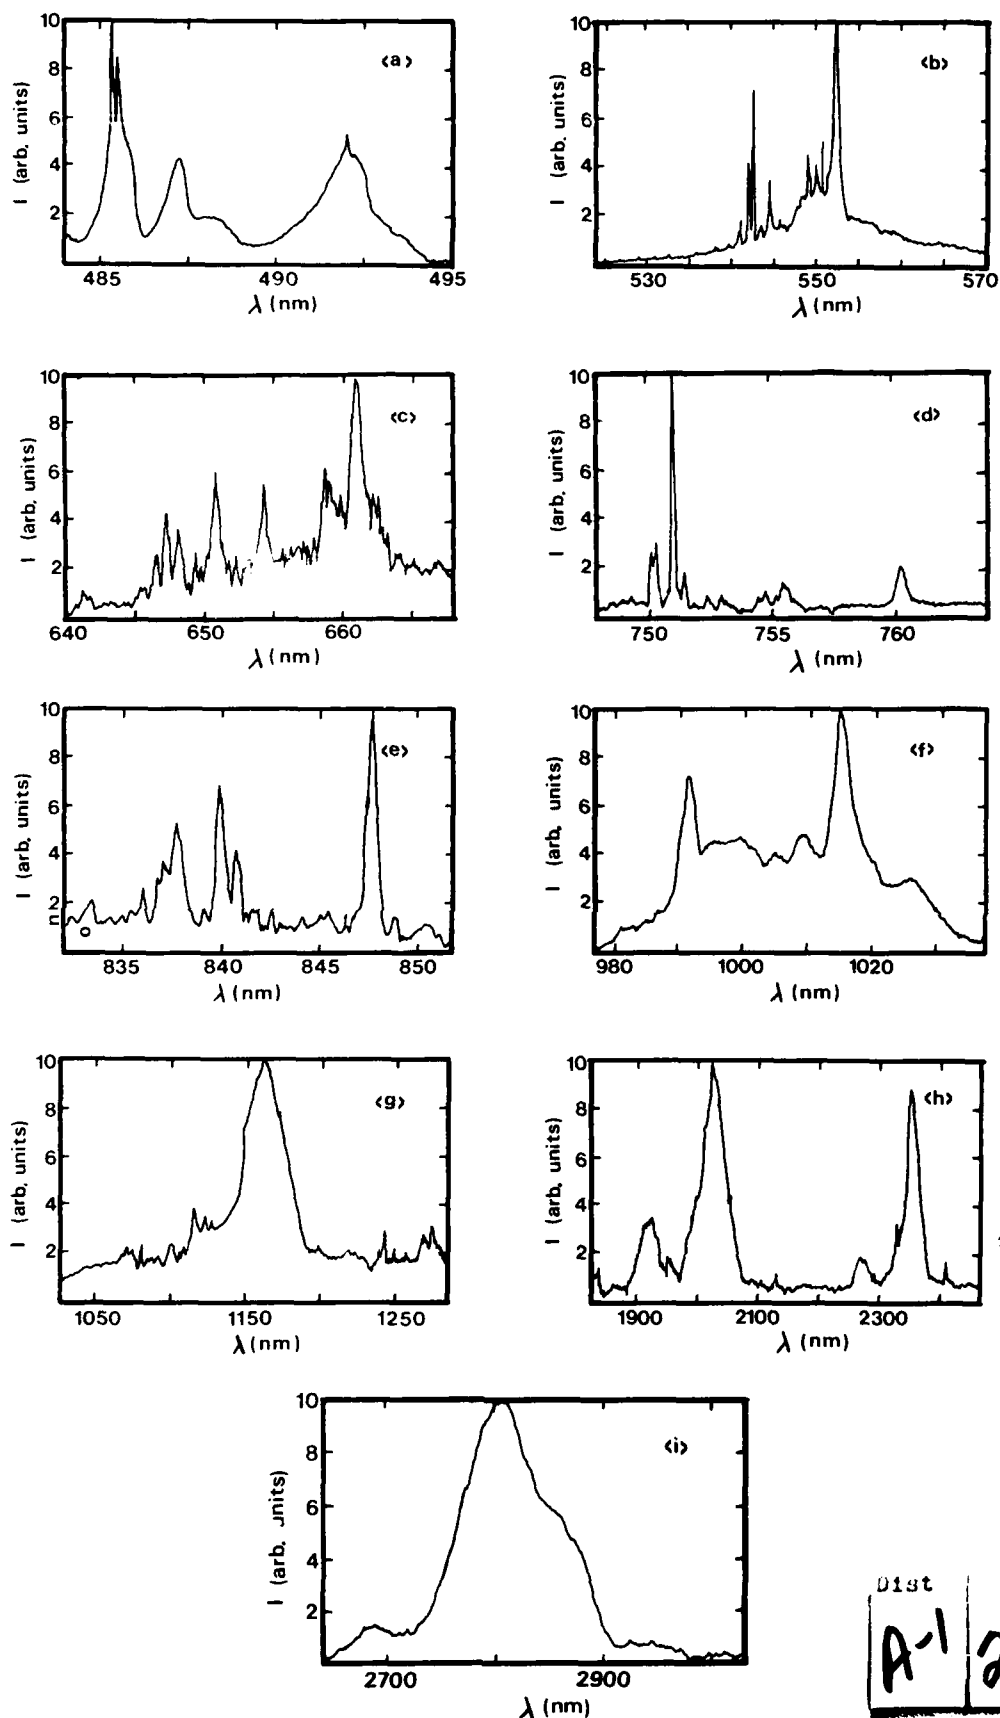 10
<a>
8
6
4
2
I (arb. units)
485 490 495
λ (nm)
10
<b>
8
6
4
2
I (arb. units)
530 550 570
λ (nm)
10
<c>
8
6
4
2
I (arb. units)
640 650 660
λ (nm)
10
<d>
8
6
4
2
I (arb. units)
750 755 760
λ (nm)
10
<e>
8
6
4
2
I (arb. units)
835 840 845 850
λ (nm)
10
<f>
8
6
4
2
I (arb. units)
980 1000 1020
λ (nm)
10
<g>
8
6
4
2
I (arb. units)
1050 1150 1250
λ (nm)
10
<h>
8
6
4
2
I (arb. units)
1900 2100 2300
λ (nm)
10
<i>
8
6
4
2
I (arb. units)
2700 2900
λ (nm)
Dist
A-1